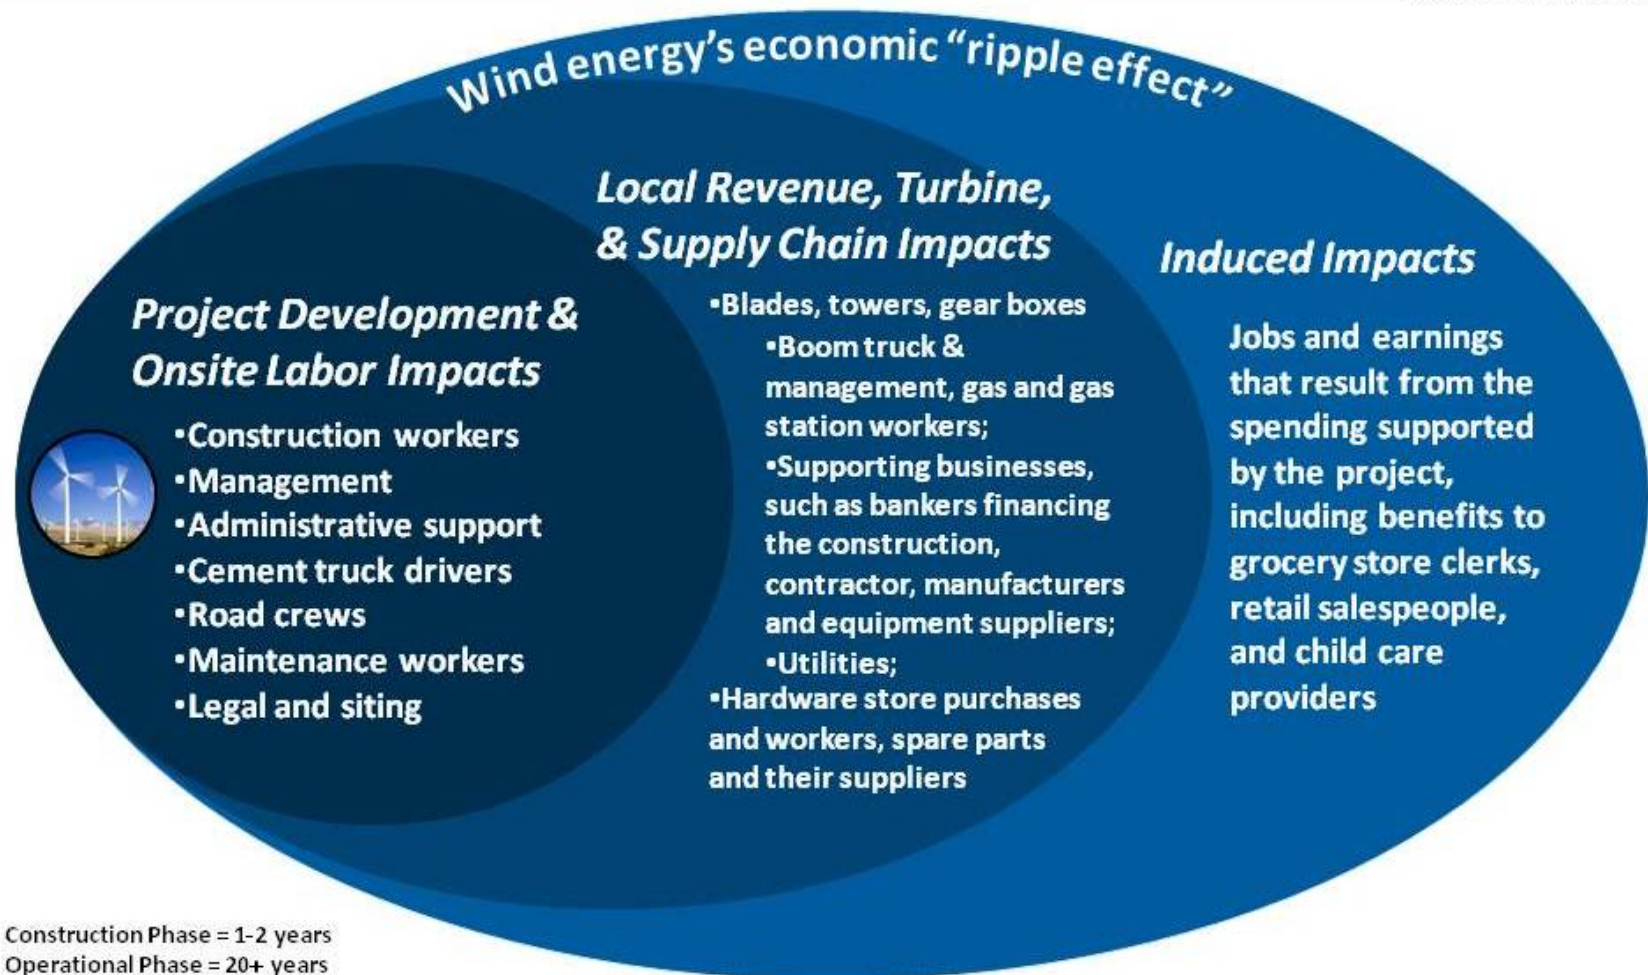 Wind energy's economic “ripple effect”
Project Development &
Onsite Labor Impacts
•Construction workers
•Management
•Administrative support
•Cement truck drivers
•Road crews
•Maintenance workers
•Legal and siting
Local Revenue, Turbine,
& Supply Chain Impacts
•Blades, towers, gear boxes
•Boom truck &
management, gas and gas
station workers;
•Supporting businesses,
such as bankers financing
the construction,
contractor, manufacturers
and equipment suppliers;
•Utilities;
•Hardware store purchases
and workers, spare parts
and their suppliers
Induced Impacts
Jobs and earnings
that result from the
spending supported
by the project,
including benefits to
grocery store clerks,
retail salespeople,
and child care
providers
Construction Phase = 1-2 years
Operational Phase = 20+ years